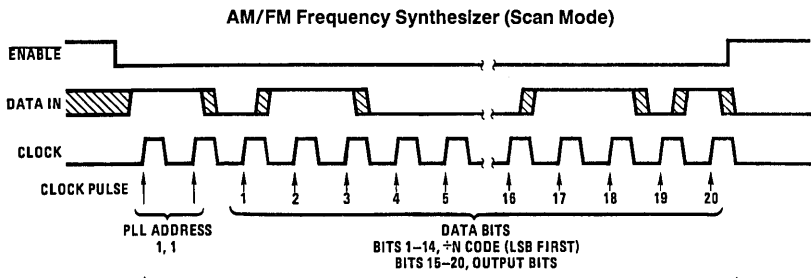 AM/FM Frequency Synthesizer (Scan Mode)
ENABLE
DATA IN
CLOCK
CLOCK PULSE
1 2 3 4 5 16 17 18 19 20
PLL ADDRESS
1, 1
DATA BITS
BITS 1–14, ÷N CODE (LSB FIRST)
BITS 15–20, OUTPUT BITS